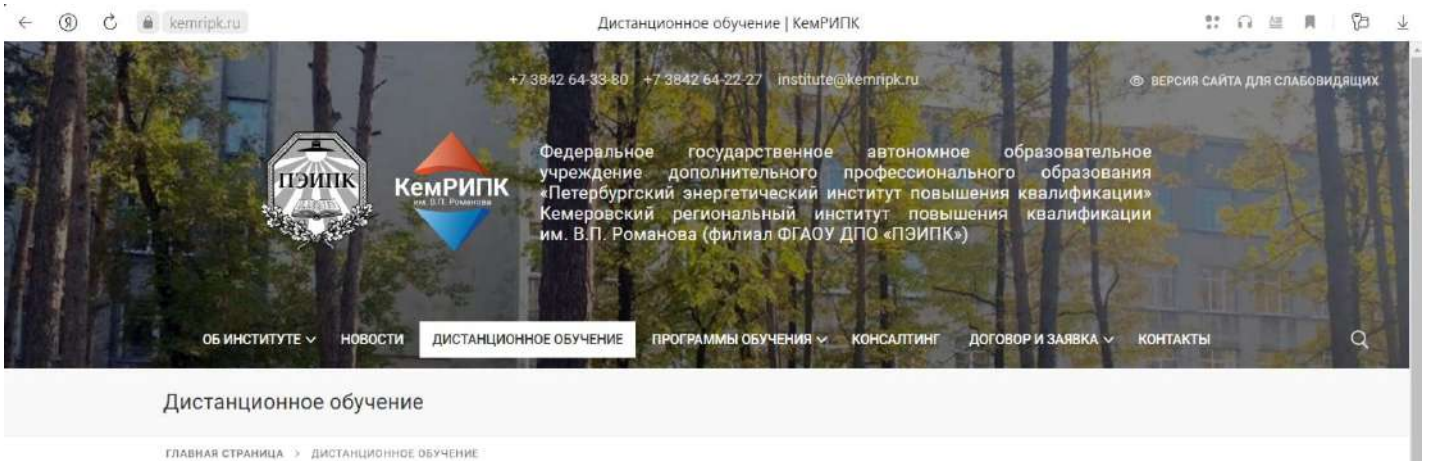 kemripk.ru
Дистанционное обучение | КемРИПК
+7 3842 64-33-80 +7 3842 64-22-27 institute@kemripk.ru
ВЕРСИЯ САЙТА ДЛЯ СЛАБОВИДЯЩИХ
ПЭИПК
КемРИПК
им. В.П. Романова
Федеральное государственное автономное образовательное
учреждение дополнительного профессионального образования
«Петербургский энергетический институт повышения квалификации»
Кемеровский региональный институт повышения квалификации
им. В.П. Романова (филиал ФГАОУ ДПО «ПЭИПК»)
ОБ ИНСТИТУТЕ НОВОСТИ ДИСТАНЦИОННОЕ ОБУЧЕНИЕ ПРОГРАММЫ ОБУЧЕНИЯ КОНСАЛТИНГ ДОГОВОР И ЗАЯВКА КОНТАКТЫ
Дистанционное обучение
ГЛАВНАЯ СТРАНИЦА > ДИСТАНЦИОННОЕ ОБУЧЕНИЕ